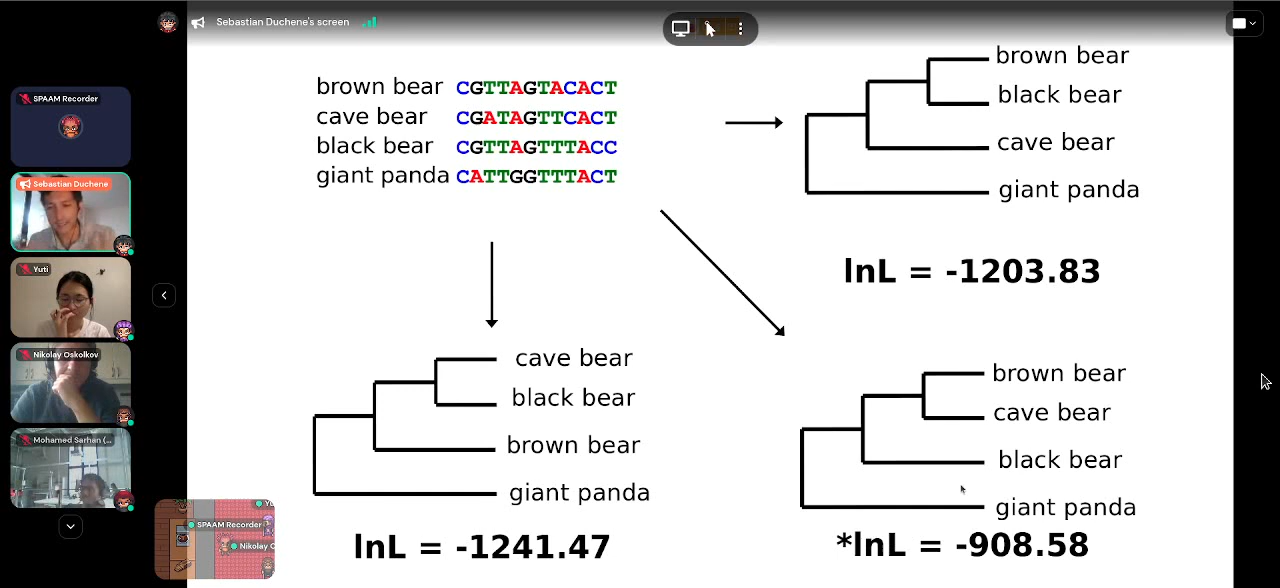 Sebastian Duchene's screen
SPAAM Recorder
Sebastian Duchene
Yuti
Nikolay Oskolkov
Mohamed Sarhan (...
SPAAM Recorder
Nikolay O
brown bear CGTTAGTACACT
cave bear CGATAGTTCACT
black bear CGTTAGTTTACC
giant panda CATTGGTTTACT
brown bear
black bear
cave bear
giant panda
lnL = -1203.83
cave bear
black bear
brown bear
giant panda
lnL = -1241.47
brown bear
cave bear
black bear
giant panda
*lnL = -908.58